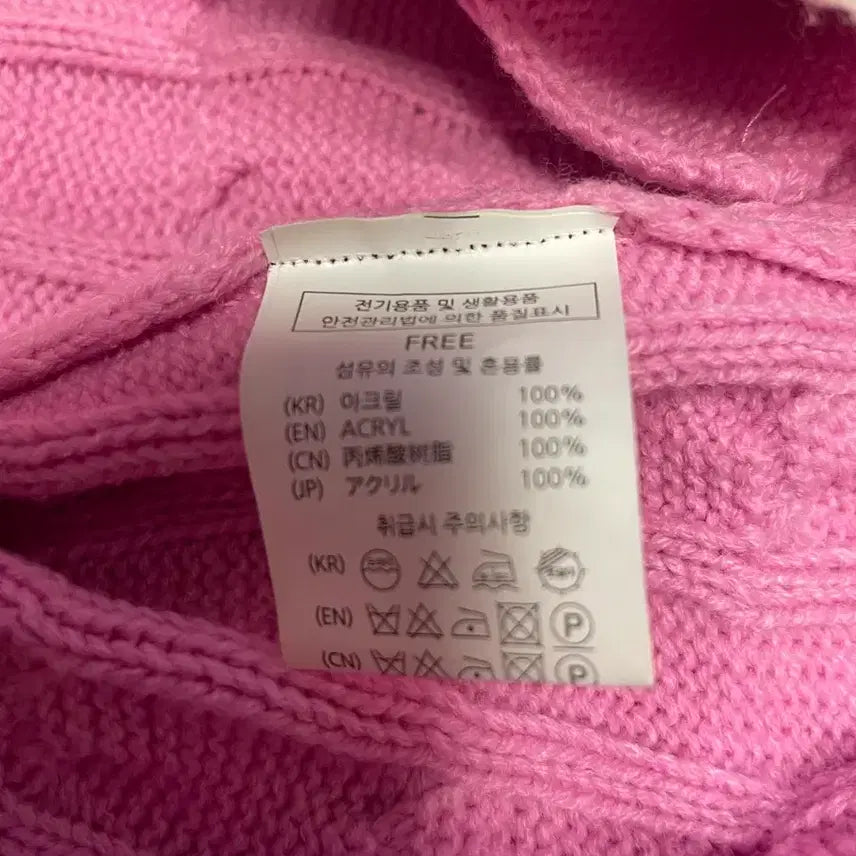 전기용품 및 생활용품
안전관리법에 의한 품질표시
FREE
섬유의 조성 및 혼용률
(KR) 아크릴 100%
(EN) ACRYL 100%
(CN) 丙烯酸树脂 100%
(JP) アクリル 100%
취급시 주의사항
(KR)
(EN) P
(CN) P